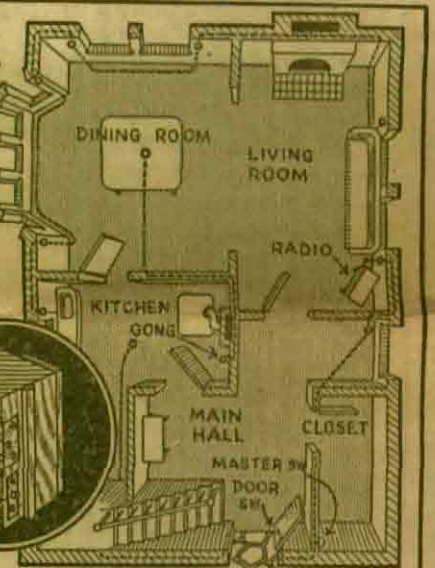 DINING ROOM
LIVING
ROOM
RADIO
KITCHEN
GONG
MAIN
HALL
CLOSET
MASTER SW
DOOR
SW